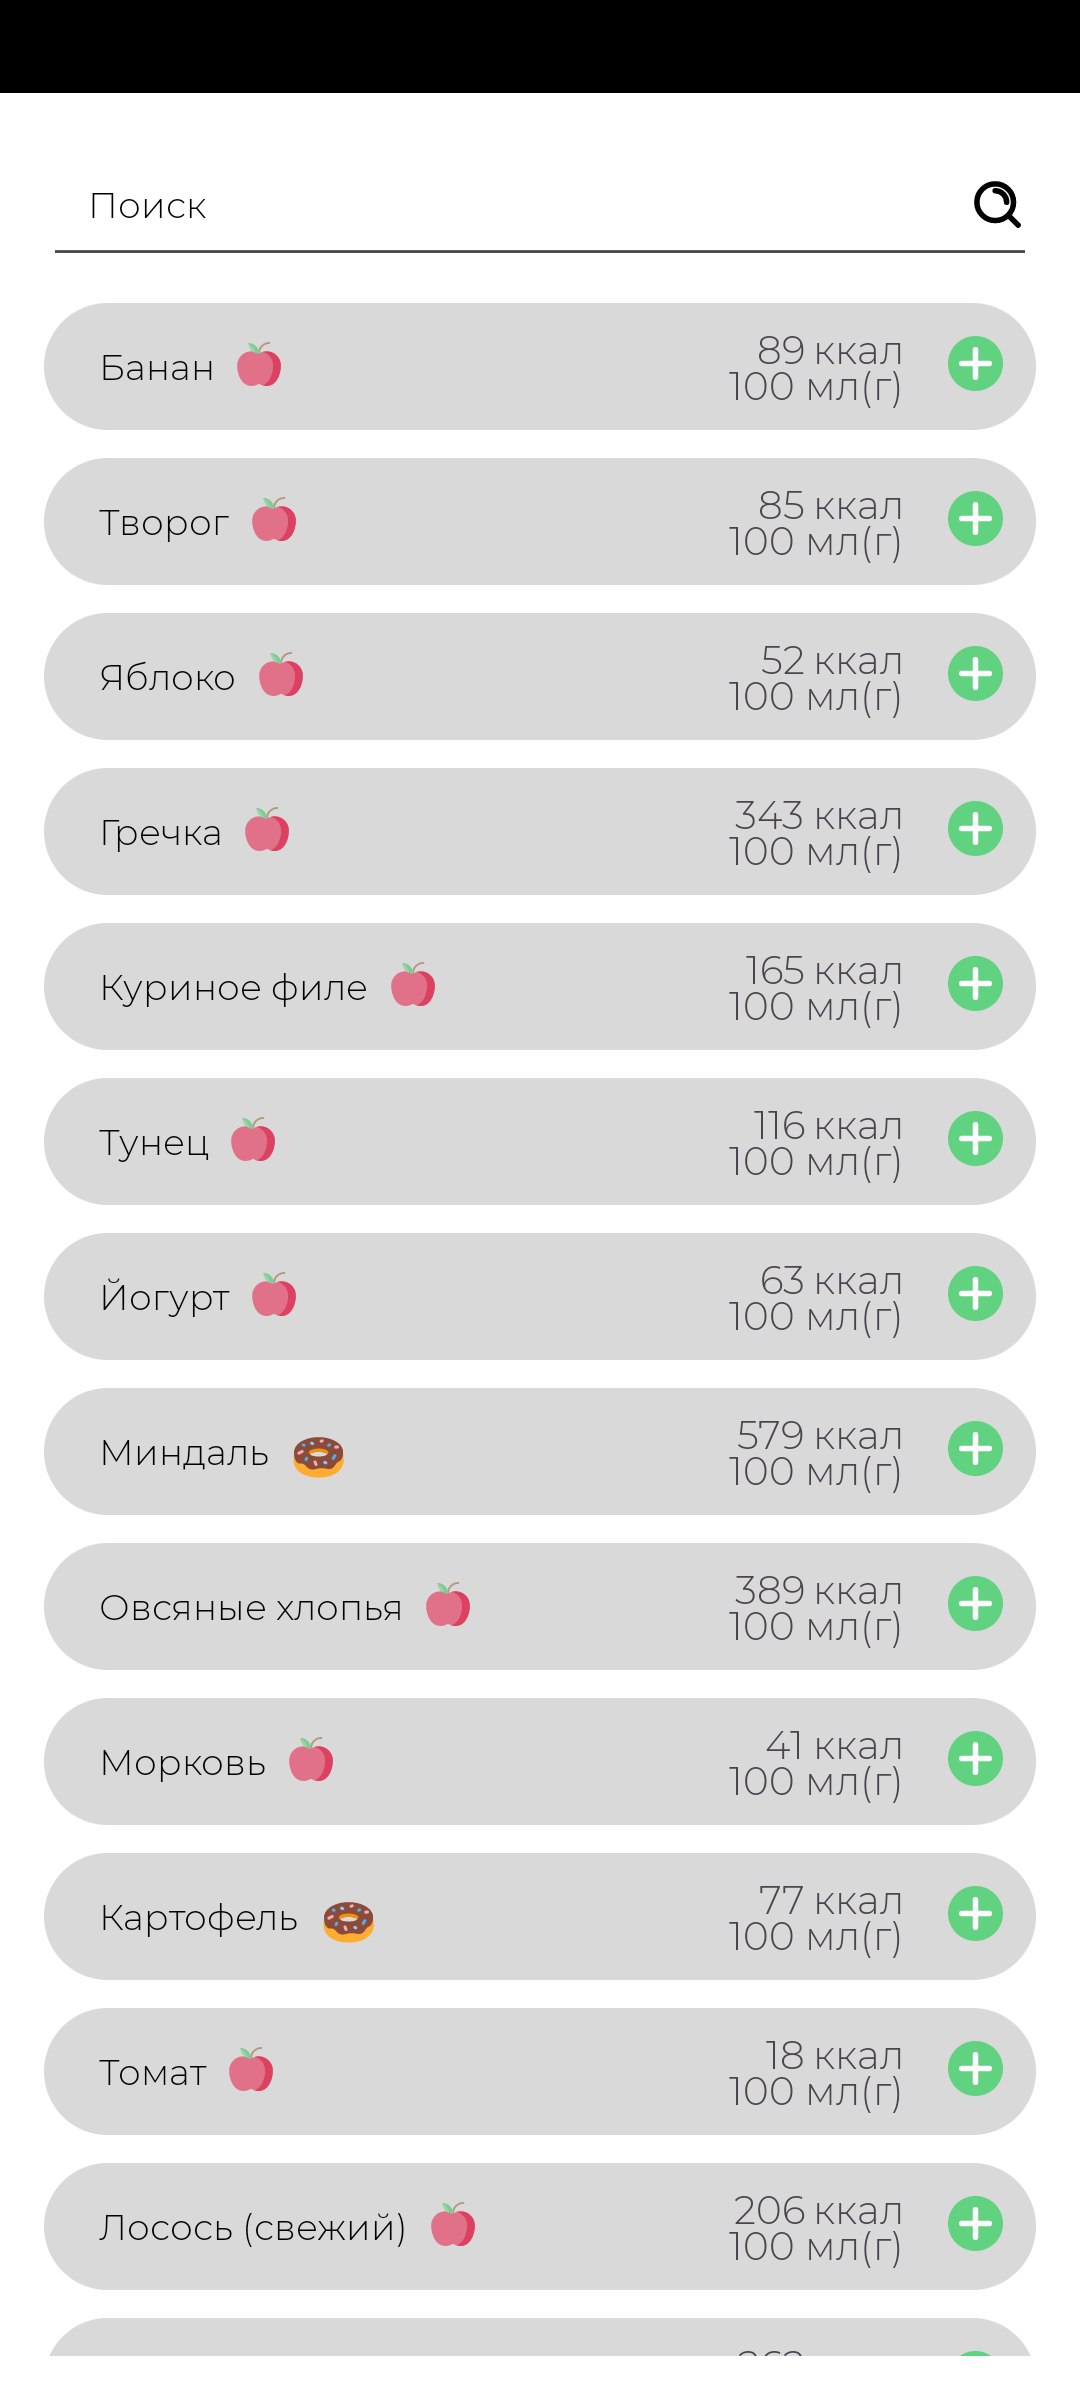 Поиск
Банан
89 ккал
100 мл(г)
Творог
85 ккал
100 мл(г)
Яблоко
52 ккал
100 мл(г)
Гречка
343 ккал
100 мл(г)
Куриное филе
165 ккал
100 мл(г)
Тунец
116 ккал
100 мл(г)
Йогурт
63 ккал
100 мл(г)
Миндаль
579 ккал
100 мл(г)
Овсяные хлопья
389 ккал
100 мл(г)
Морковь
41 ккал
100 мл(г)
Картофель
77 ккал
100 мл(г)
Томат
18 ккал
100 мл(г)
Лосось (свежий)
206 ккал
100 мл(г)